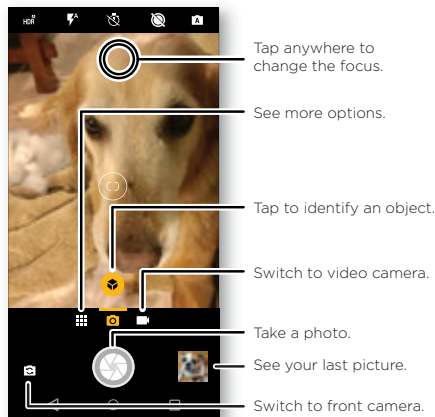 HDR
A
A
Tap anywhere to
change the focus.
See more options.
Tap to identify an object.
Switch to video camera.
Take a photo.
See your last picture.
Switch to front camera.